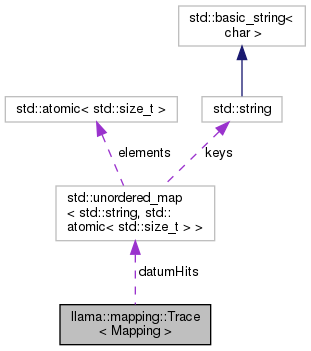 std::basic_string<
char >
std::atomic< std::size_t >
std::string
elements
keys
std::unordered_map
< std::string, std::
atomic< std::size_t > >
datumHits
llama::mapping::Trace
< Mapping >